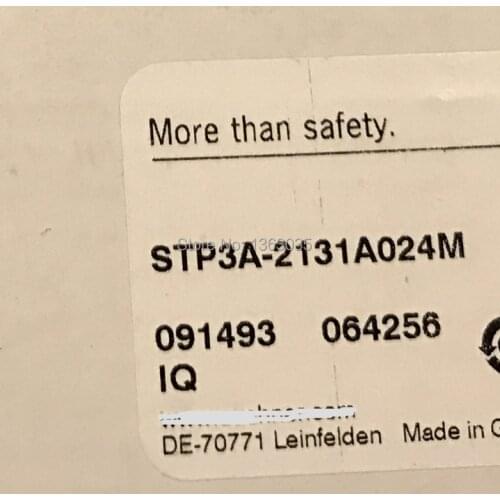 More than safety.
STP3A-2131A024M
091493 064256
IQ
DE-70771 Leinfelden Made in